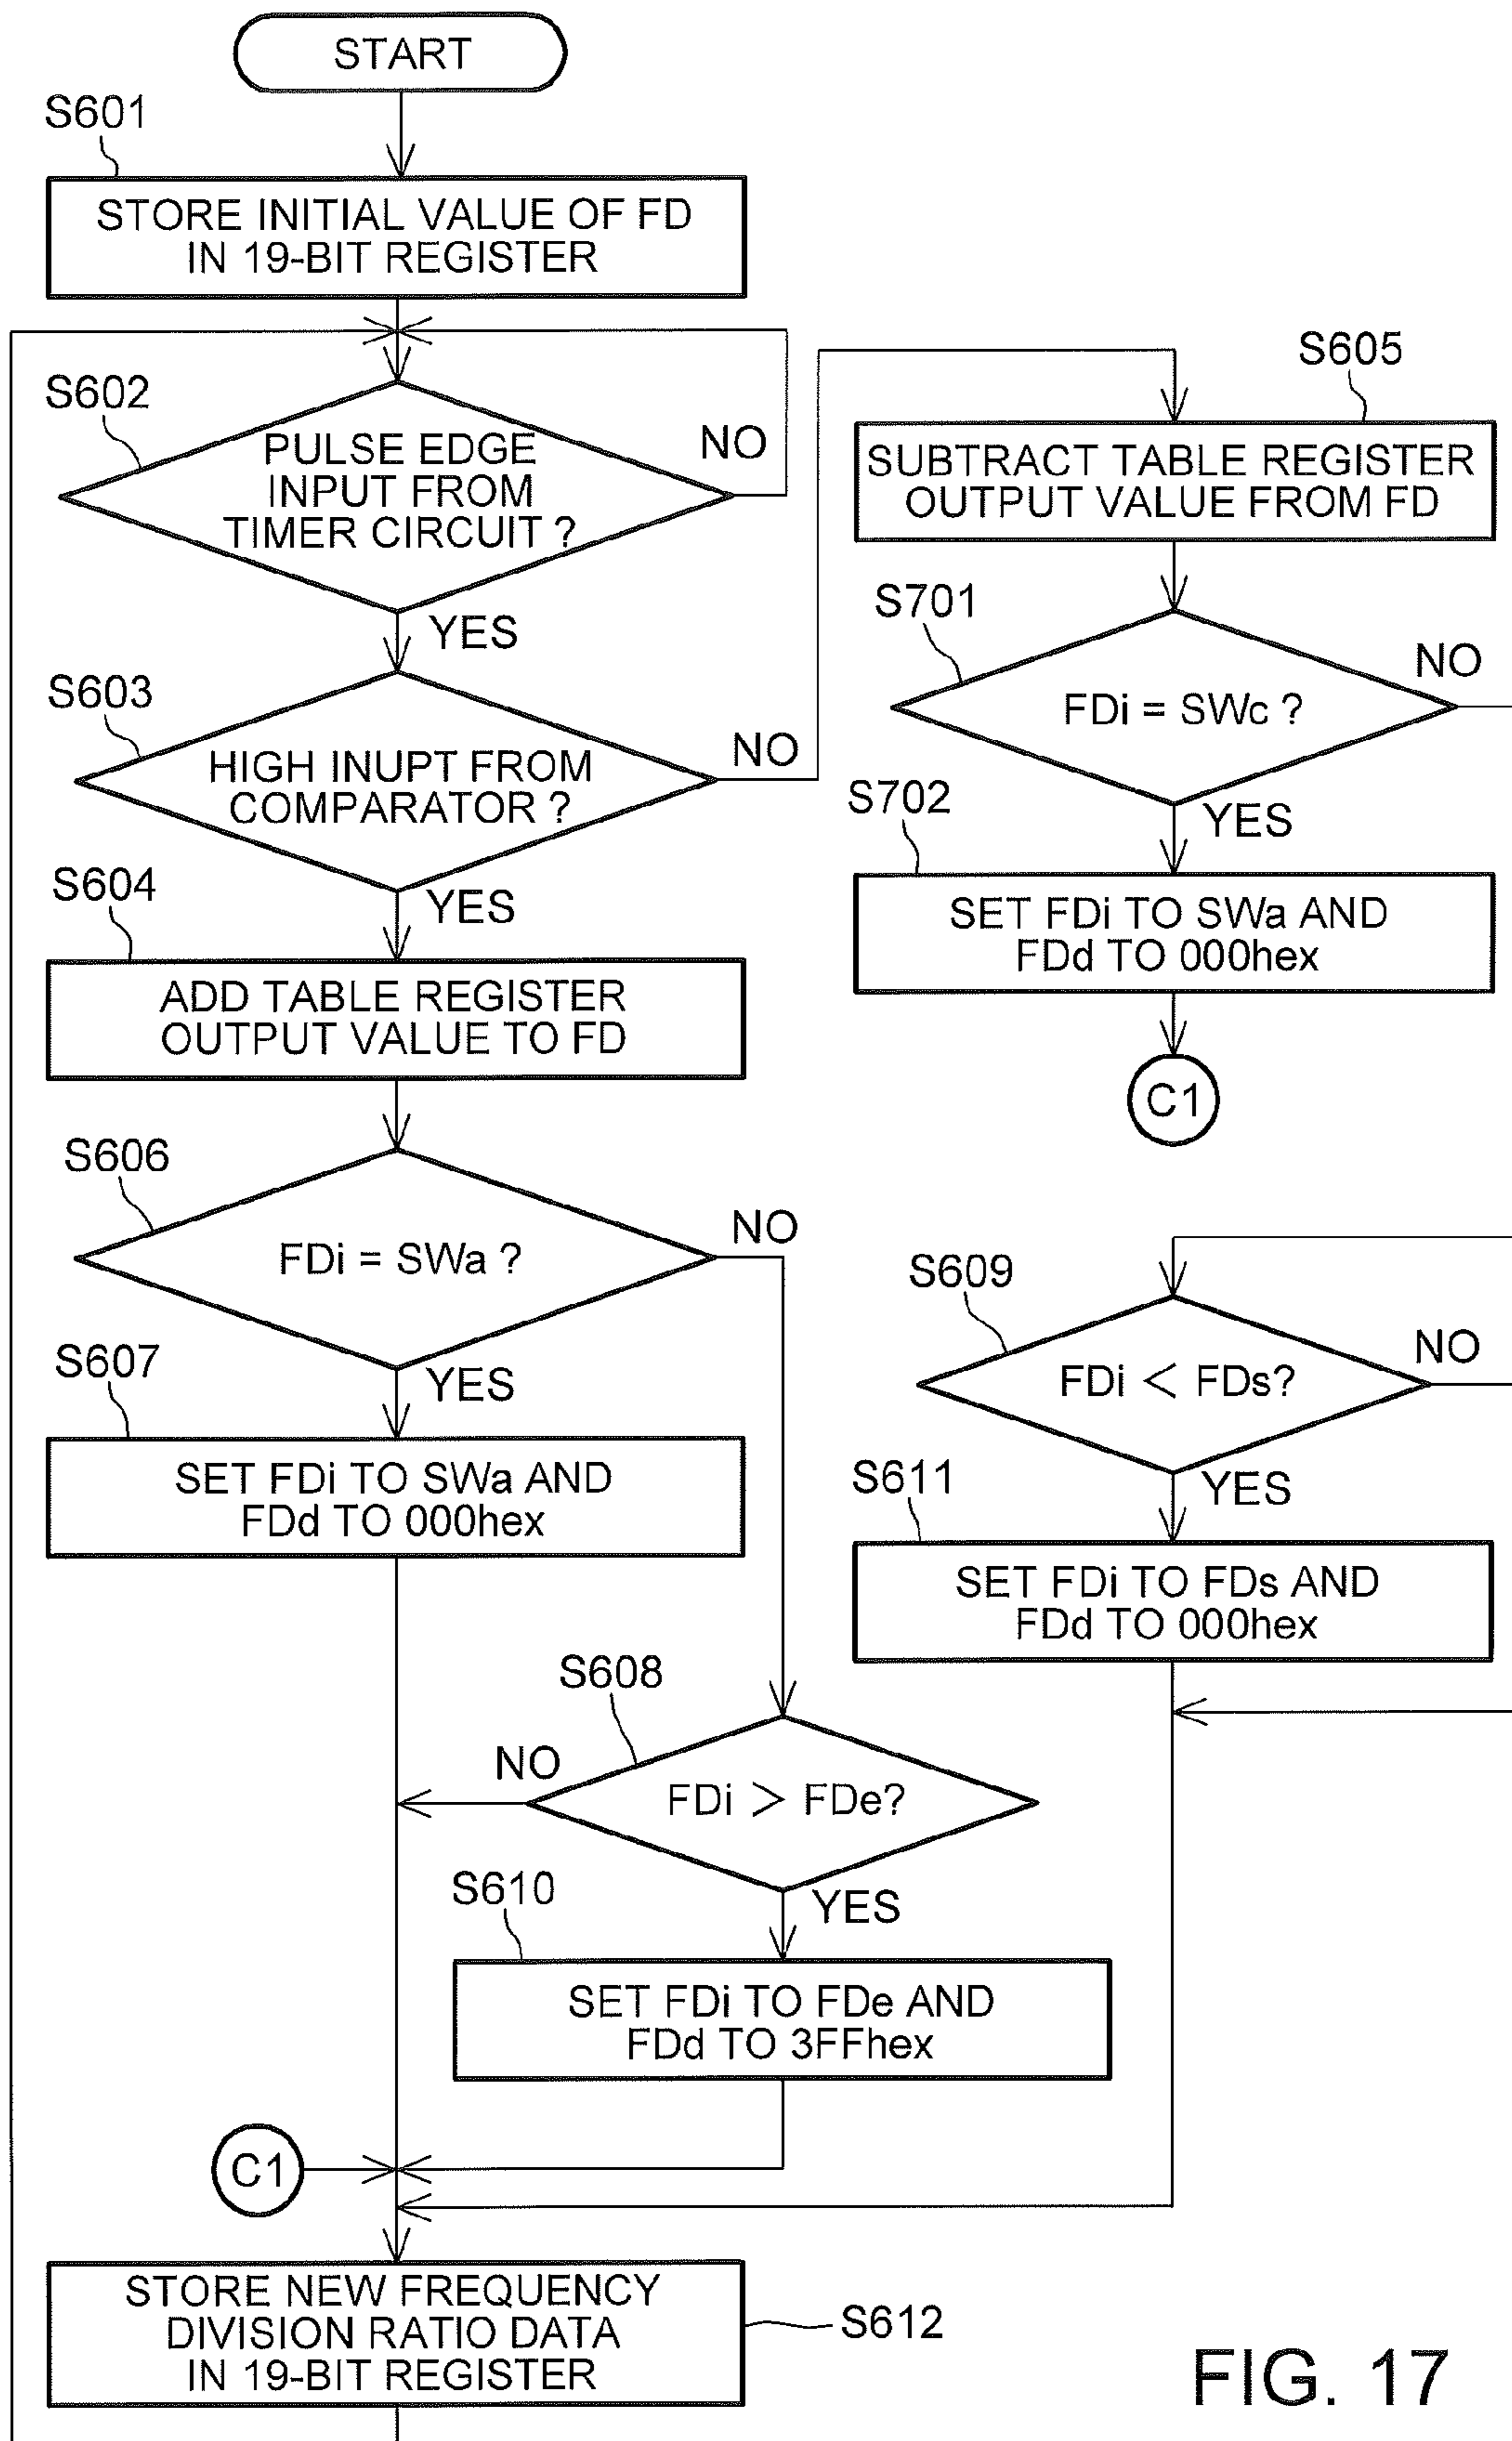 START
S601
STORE INITIAL VALUE OF FD
IN 19-BIT REGISTER
S602
PULSE EDGE
INPUT FROM
TIMER CIRCUIT ?
NO
YES
S603
HIGH INUPT FROM
COMPARATOR ?
NO
YES
S604
ADD TABLE REGISTER
OUTPUT VALUE TO FD
S606
FDi = SWa ?
NO
YES
S607
SET FDi TO SWa AND
FDd TO 000hex
S608
NO
FDi > FDe?
YES
S610
SET FDi TO FDe AND
FDd TO 3FFhex
C1
STORE NEW FREQUENCY
DIVISION RATIO DATA
IN 19-BIT REGISTER
S612
S605
SUBTRACT TABLE REGISTER
OUTPUT VALUE FROM FD
S701
FDi = SWc ?
NO
YES
S702
SET FDi TO SWa AND
FDd TO 000hex
C1
S609
FDi < FDs?
NO
YES
S611
SET FDi TO FDs AND
FDd TO 000hex
FIG. 17